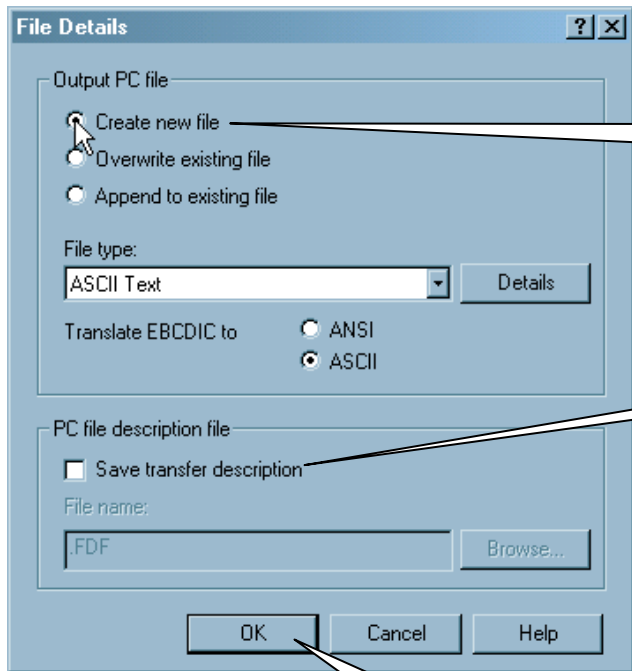 File Details
Output PC file
Create new file
Overwrite existing file
Append to existing file
File type:
ASCII Text
Details
Translate EBCDIC to
ANSI
ASCII
PC file description file
Save transfer description
File name:
.FDF
Browse...
OK
Cancel
Help